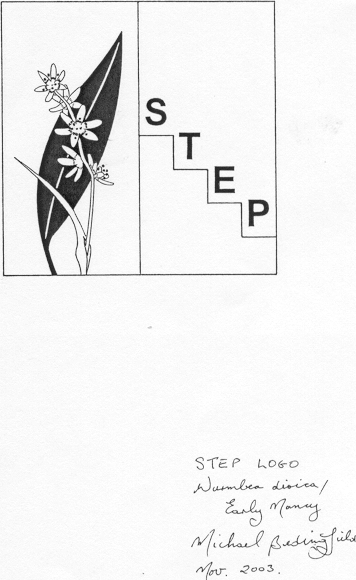 S
T
E
P
STEP LOGO
Wurmbea dioica/
Early Nancy
Michael Bedingfield
Nov. 2003.